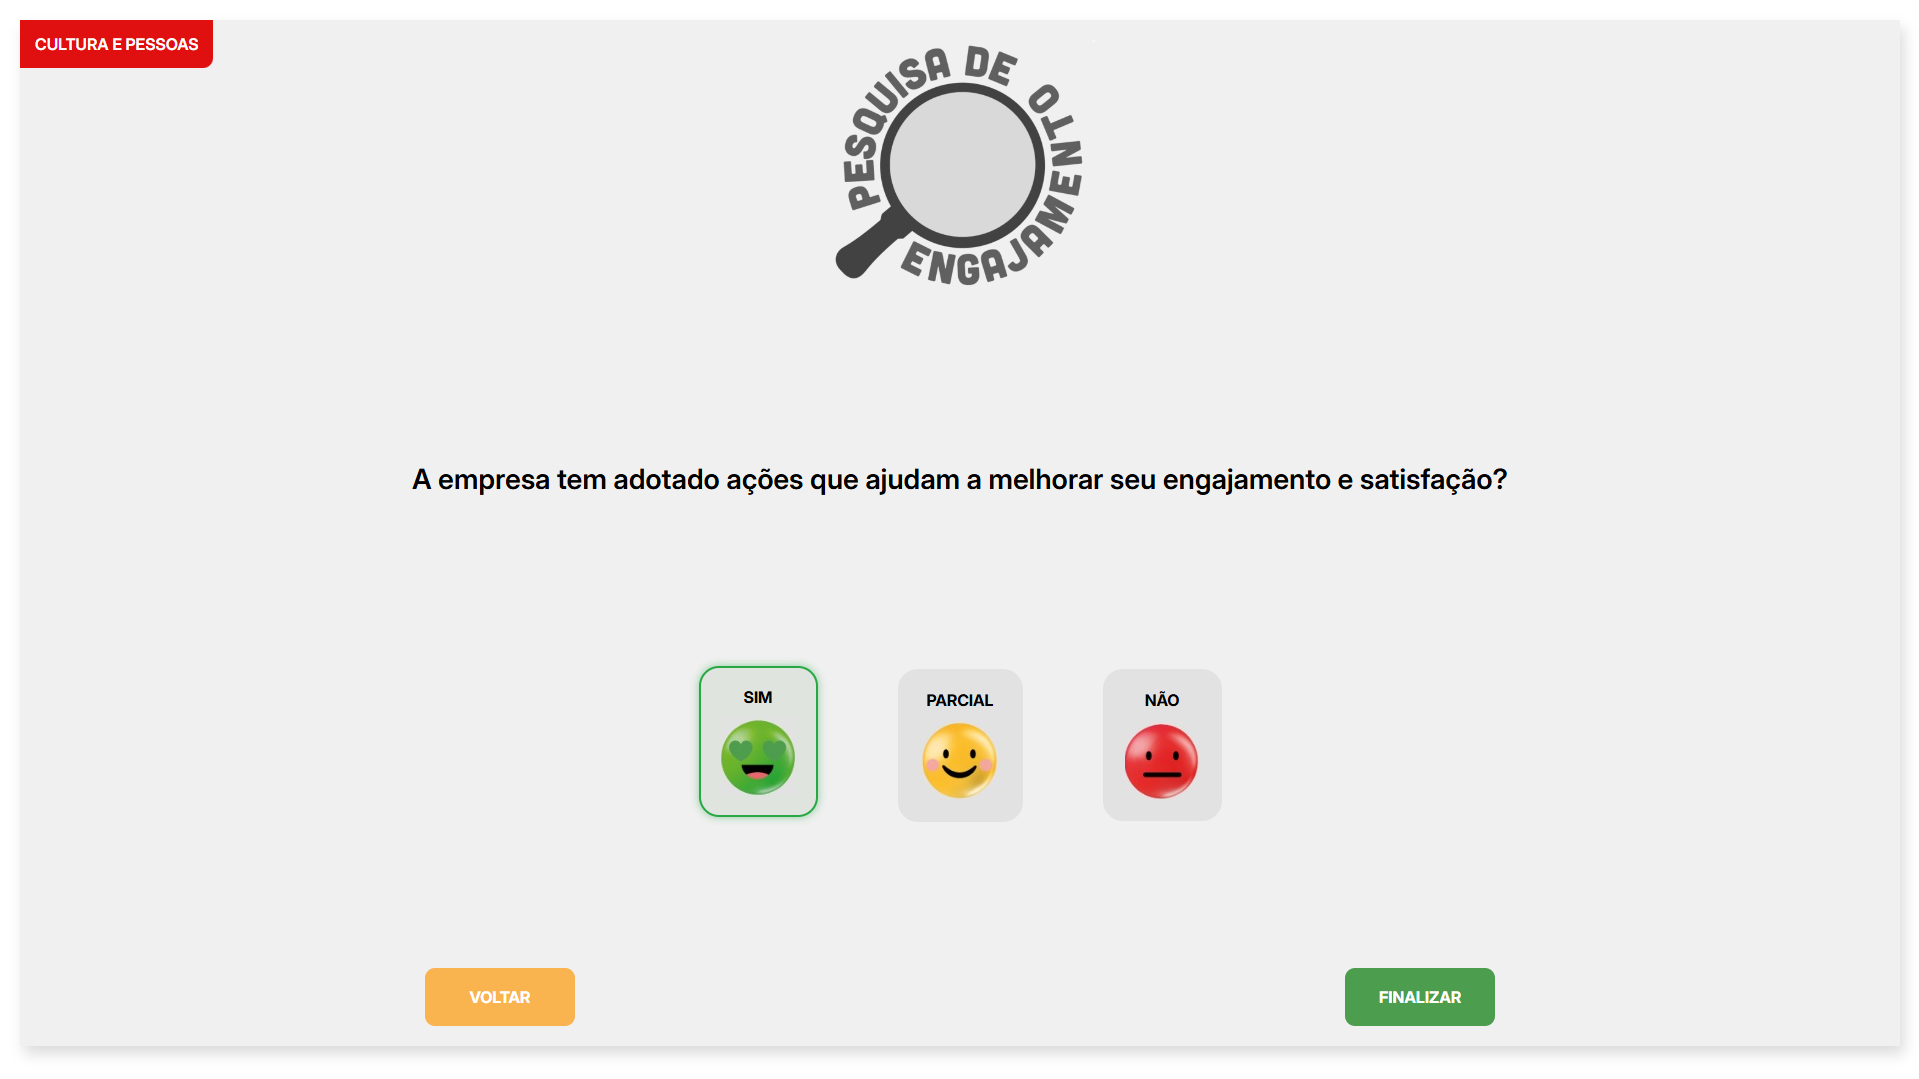 CULTURA E PESSOAS
PESQUISA DE
ENGAJAMENTO
A empresa tem adotado ações que ajudam a melhorar seu engajamento e satisfação?
SIM
PARCIAL
NÃO
VOLTAR
FINALIZAR